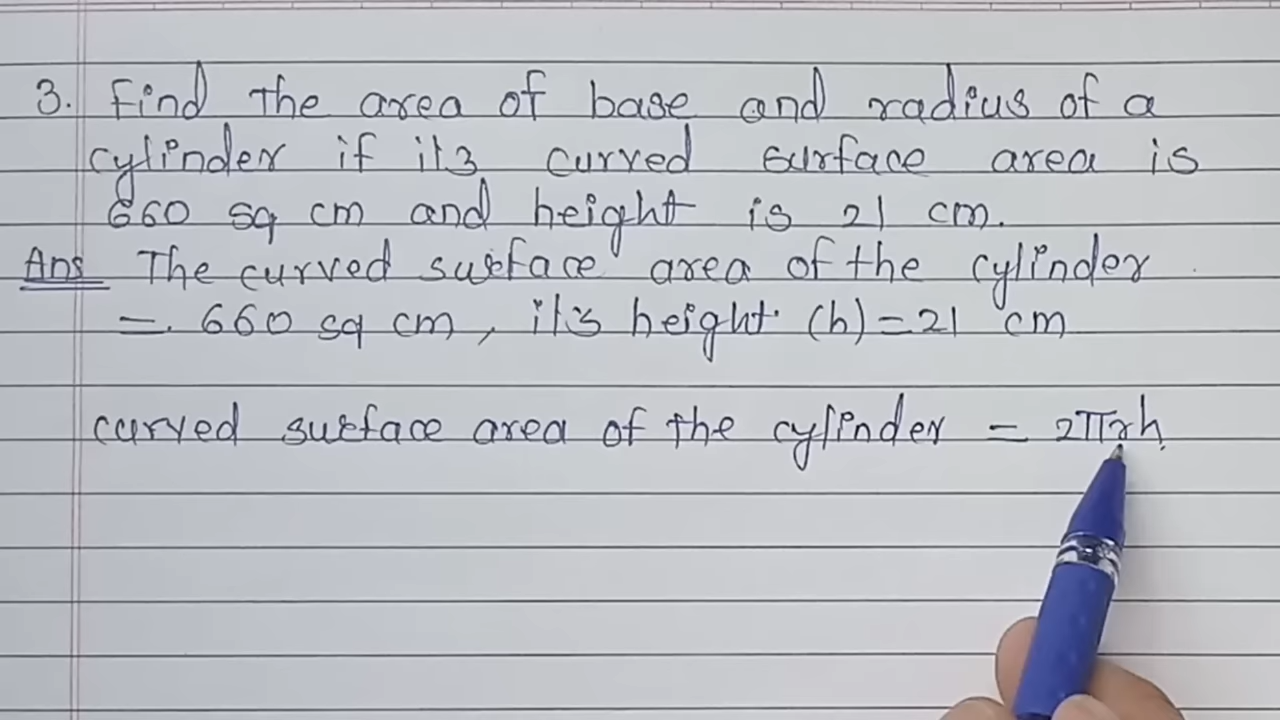 3. Find the area of base and radius of a
cylinder if its curved surface area is
660 sq cm and height is 21 cm.
Ans The curved surface area of the cylinder
= 660 sq cm, its height (h) = 21 cm
curved surface area of the cylinder = 2πrh